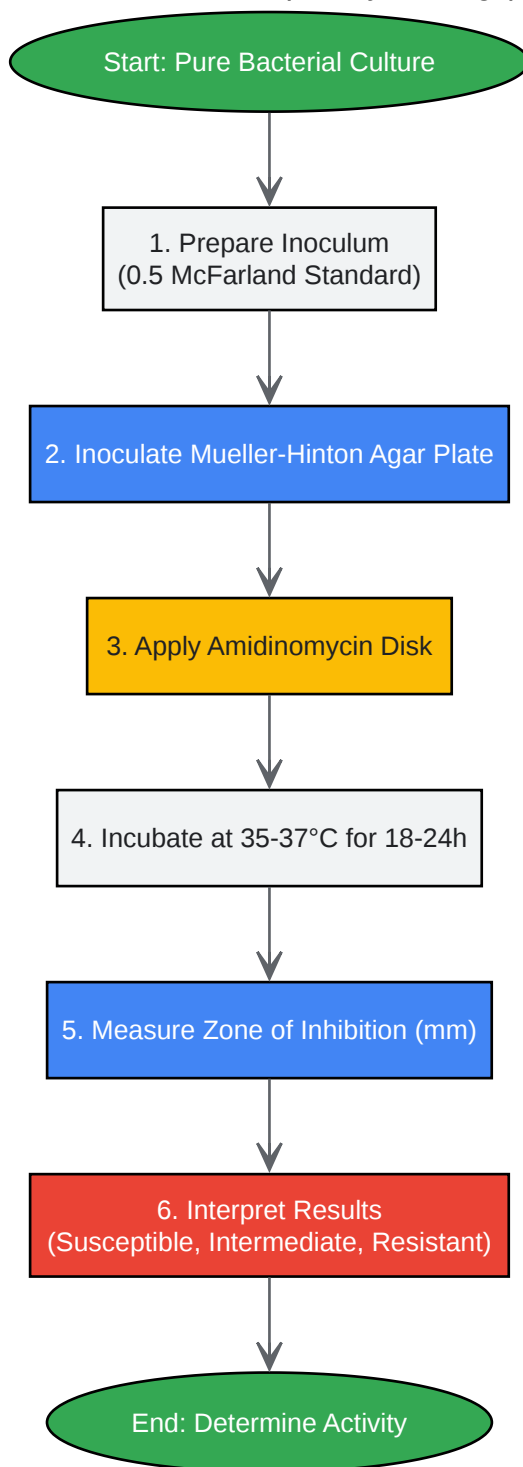 Start: Pure Bacterial Culture
1. Prepare Inoculum
(0.5 McFarland Standard)
2. Inoculate Mueller-Hinton Agar Plate
3. Apply Amidinomycin Disk
4. Incubate at 35-37°C for 18-24h
5. Measure Zone of Inhibition (mm)
6. Interpret Results
(Susceptible, Intermediate, Resistant)
End: Determine Activity